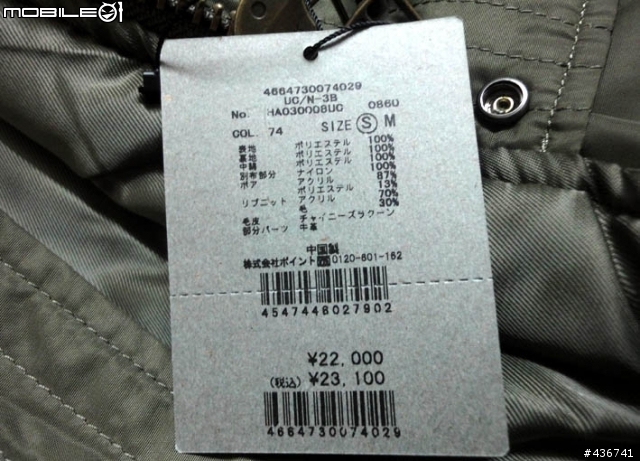 MOBILE01
4664730074029
UC/N-3B
No. HA030008UC 0860
COL. 74 SIZE Ⓢ M
表地 ポリエステル 100%
裏地 ポリエステル 100%
中綿 ポリエステル 100%
別布部分 ナイロン 100%
ボア アクリル 87%
ポリエステル 13%
リブニット アクリル 70%
毛 30%
毛皮 チャイニーズラクーン
部分パーツ 牛革
中国製
株式会社ポイント 0120-601-162
4547446027902
¥22,000
(税込) ¥23,100
4664730074029
#436741